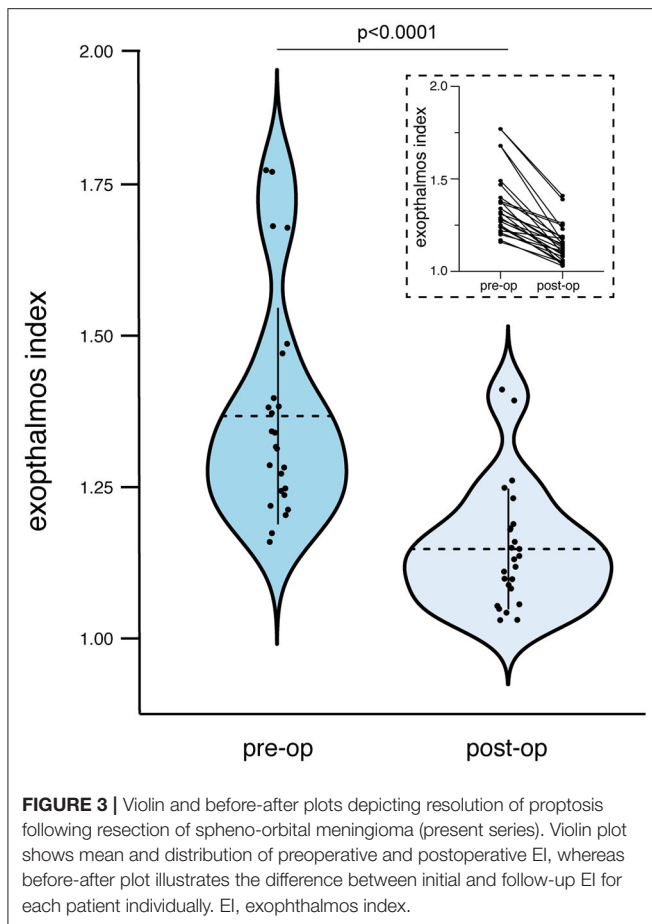 p<0.0001
2.00
1.75
1.50
1.25
1.00
exopthalmos index
pre-op
post-op
2.0
1.5
1.0
exopthalmos index
pre-op
post-op
FIGURE 3 | Violin and before-after plots depicting resolution of proptosis
following resection of spheno-orbital meningioma (present series). Violin plot
shows mean and distribution of preoperative and postoperative EI, whereas
before-after plot illustrates the difference between initial and follow-up EI for
each patient individually. EI, exophthalmos index.